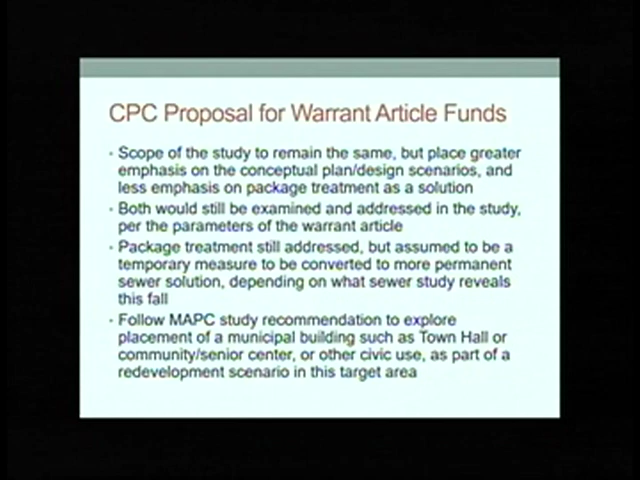 CPC Proposal for Warrant Article Funds
• Scope of the study to remain the same, but place greater
emphasis on the conceptual plan/design scenarios, and
less emphasis on package treatment as a solution
• Both would still be examined and addressed in the study,
per the parameters of the warrant article
• Package treatment still addressed, but assumed to be a
temporary measure to be converted to more permanent
sewer solution, depending on what sewer study reveals
this fall
• Follow MAPC study recommendation to explore
placement of a municipal building such as Town Hall or
community/senior center, or other civic use, as part of a
redevelopment scenario in this target area